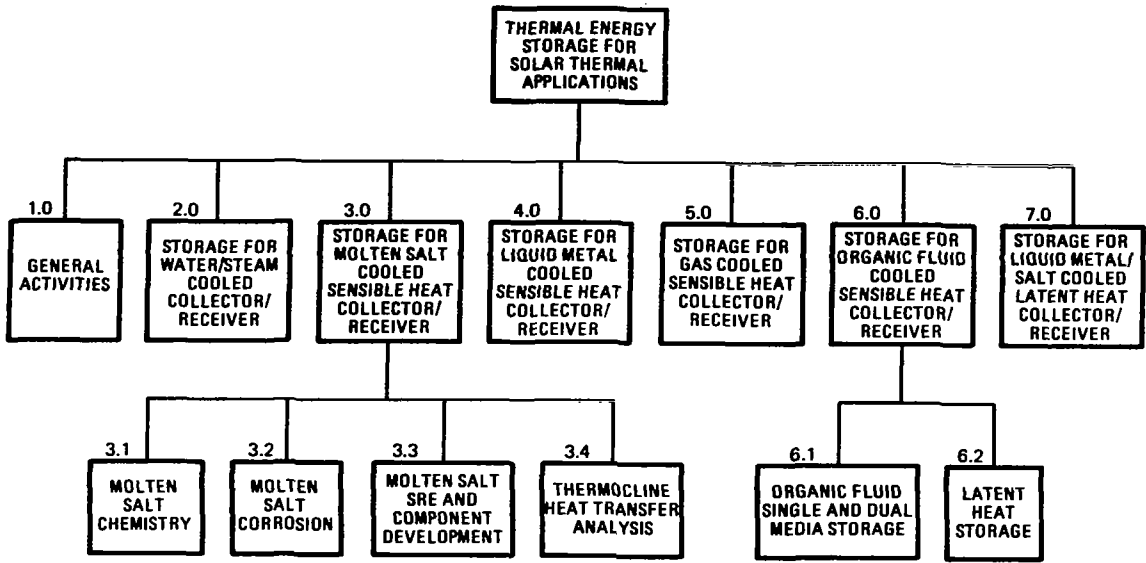 THERMAL ENERGY
STORAGE FOR
SOLAR THERMAL
APPLICATIONS
1.0
GENERAL
ACTIVITIES
2.0
STORAGE FOR
WATER/STEAM
COOLED
COLLECTOR/
RECEIVER
3.0
STORAGE FOR
MOLTEN SALT
COOLED
SENSIBLE HEAT
COLLECTOR/
RECEIVER
4.0
STORAGE FOR
LIQUID METAL
COOLED
SENSIBLE HEAT
COLLECTOR/
RECEIVER
5.0
STORAGE FOR
GAS COOLED
SENSIBLE HEAT
COLLECTOR/
RECEIVER
6.0
STORAGE FOR
ORGANIC FLUID
COOLED
SENSIBLE HEAT
COLLECTOR/
RECEIVER
7.0
STORAGE FOR
LIQUID METAL/
SALT COOLED
LATENT HEAT
COLLECTOR/
RECEIVER
3.1
MOLTEN
SALT
CHEMISTRY
3.2
MOLTEN
SALT
CORROSION
3.3
MOLTEN SALT
SRE AND
COMPONENT
DEVELOPMENT
3.4
THERMOCLINE
HEAT TRANSFER
ANALYSIS
6.1
ORGANIC FLUID
SINGLE AND DUAL
MEDIA STORAGE
6.2
LATENT
HEAT
STORAGE